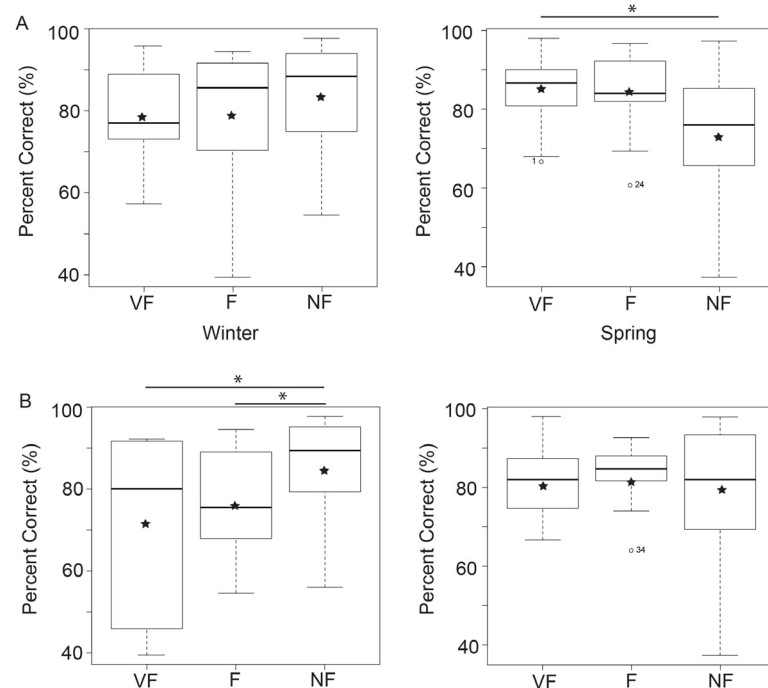 A
Percent Correct (%)
100
80
60
40
VF F NF
Winter
*
Percent Correct (%)
100
80
60
40
1
24
VF F NF
Spring
B
*
*
Percent Correct (%)
100
80
60
40
VF F NF
Percent Correct (%)
100
80
60
40
34
VF F NF